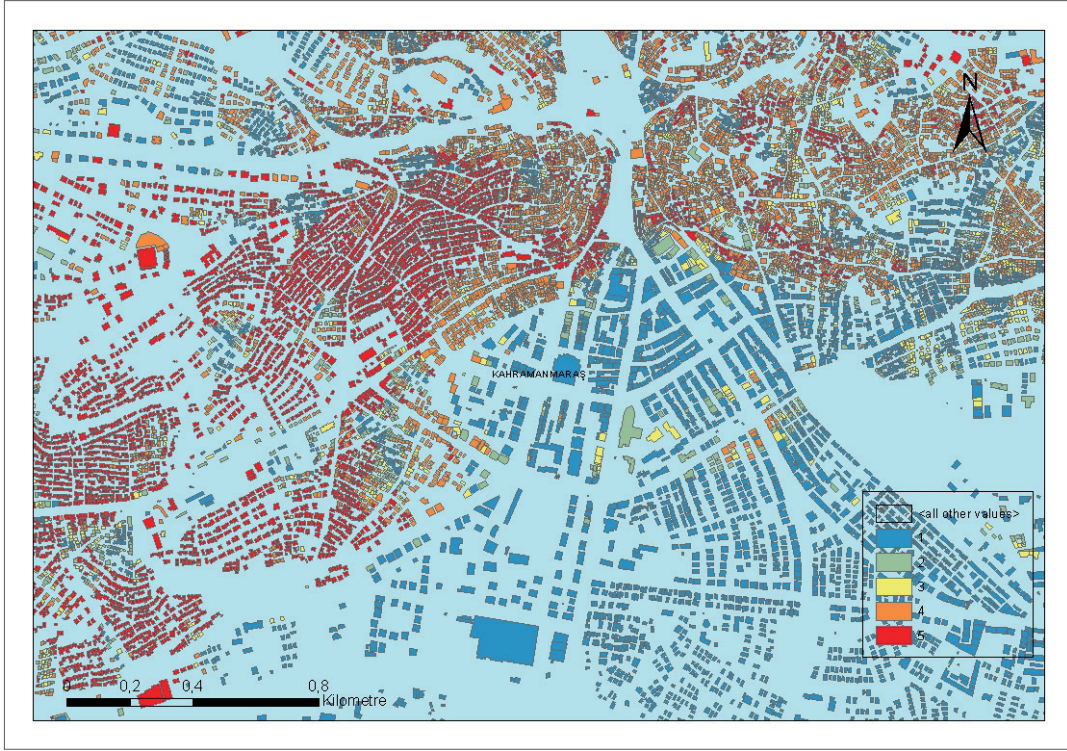 N
KAHRAMANMARAŞ
<all other values>
1
2
3
4
5
0 0,2 0,4 0,8
Kilometre